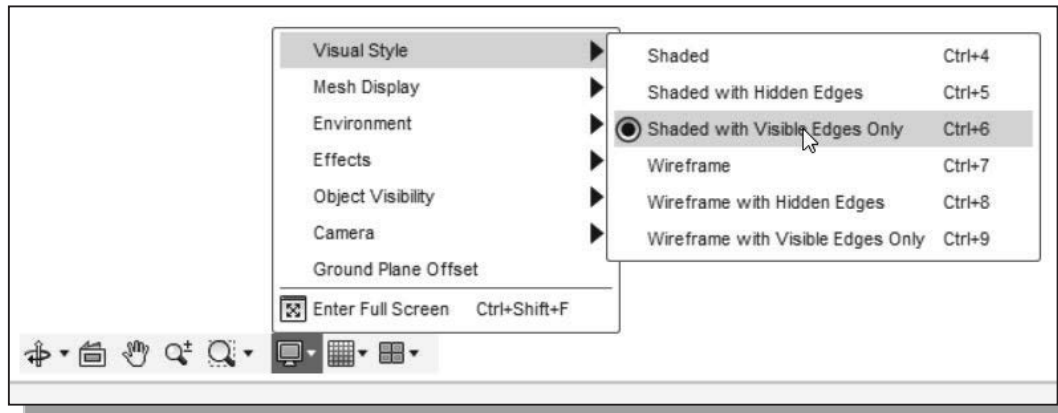 Visual Style
Mesh Display
Environment
Effects
Object Visibility
Camera
Ground Plane Offset
Enter Full Screen Ctrl+Shift+F
Shaded Ctrl+4
Shaded with Hidden Edges Ctrl+5
Shaded with Visible Edges Only Ctrl+6
Wireframe Ctrl+7
Wireframe with Hidden Edges Ctrl+8
Wireframe with Visible Edges Only Ctrl+9